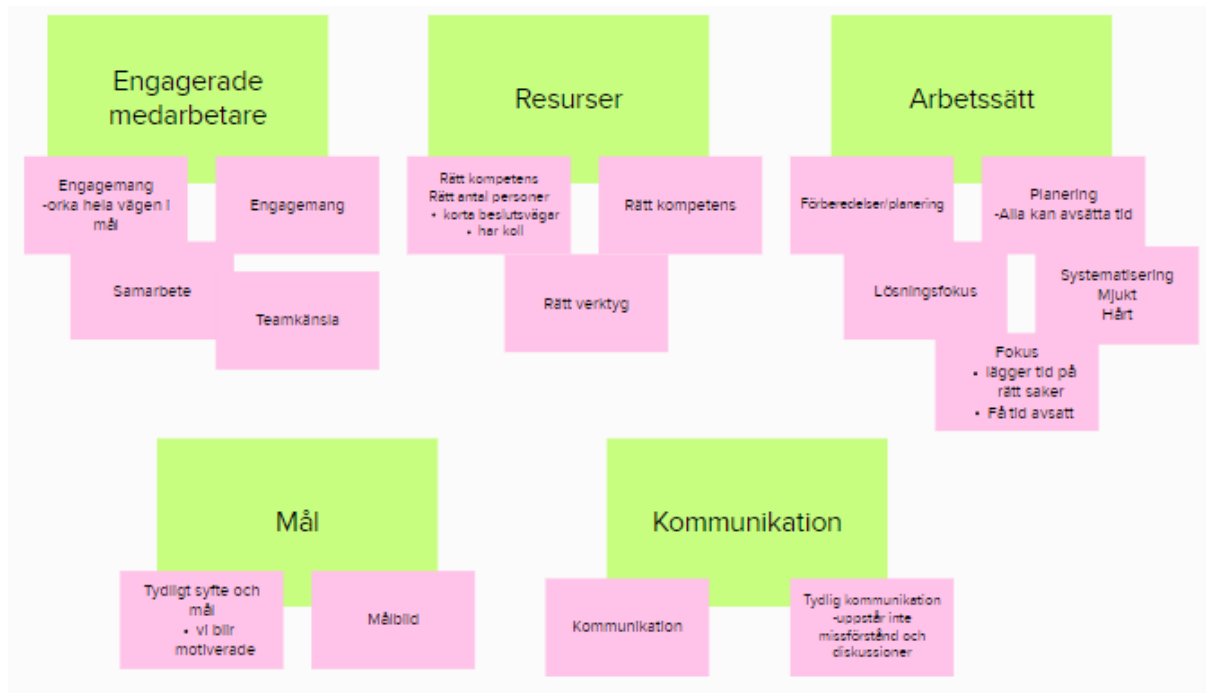 Engagerade
medarbetare
Engagemang
-orka hela vägen i
mål
Engagemang
Samarbete
Teamkänsla
Resurser
Rätt kompetens
Rätt antal personer
• korta beslutsvägar
• har koll
Rätt kompetens
Rätt verktyg
Arbetssätt
Förberedelser/planering
Planering
-Alla kan avsätta tid
Lösningsfokus
Systematisering
Mjukt
Hårt
Fokus
• lägger tid på
rätt saker
• Få tid avsatt
Mål
Tydligt syfte och
mål
• vi blir
motiverade
Målbild
Kommunikation
Kommunikation
Tydlig kommunikation
-uppstår inte
missförstånd och
diskussioner